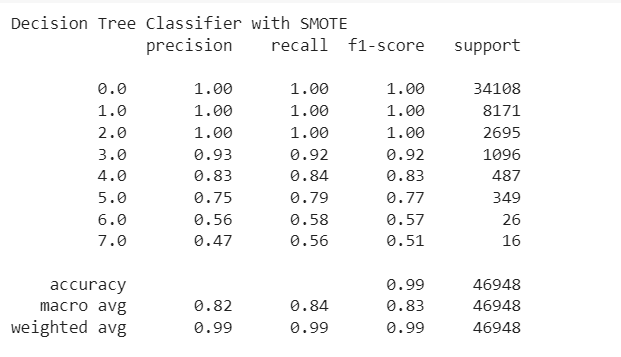 Decision Tree Classifier with SMOTE
precision recall f1-score support
0.0 1.00 1.00 1.00 34108
1.0 1.00 1.00 1.00 8171
2.0 1.00 1.00 1.00 2695
3.0 0.93 0.92 0.92 1096
4.0 0.83 0.84 0.83 487
5.0 0.75 0.79 0.77 349
6.0 0.56 0.58 0.57 26
7.0 0.47 0.56 0.51 16
accuracy 0.99 46948
macro avg 0.82 0.84 0.83 46948
weighted avg 0.99 0.99 0.99 46948